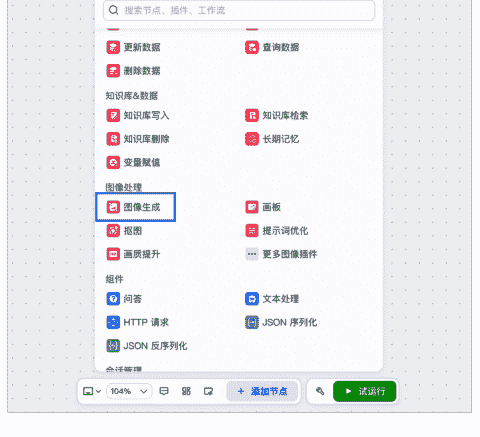 搜索节点、插件、工作流
更新数据 查询数据
删除数据
知识库&数据
知识库写入 知识库检索
知识库删除 长期记忆
变量赋值
图像处理
图像生成 画板
抠图 提示词优化
画质提升 更多图像插件
组件
问答 文本处理
HTTP 请求 JSON 序列化
JSON 反序列化
会话管理
104% 添加节点 试运行